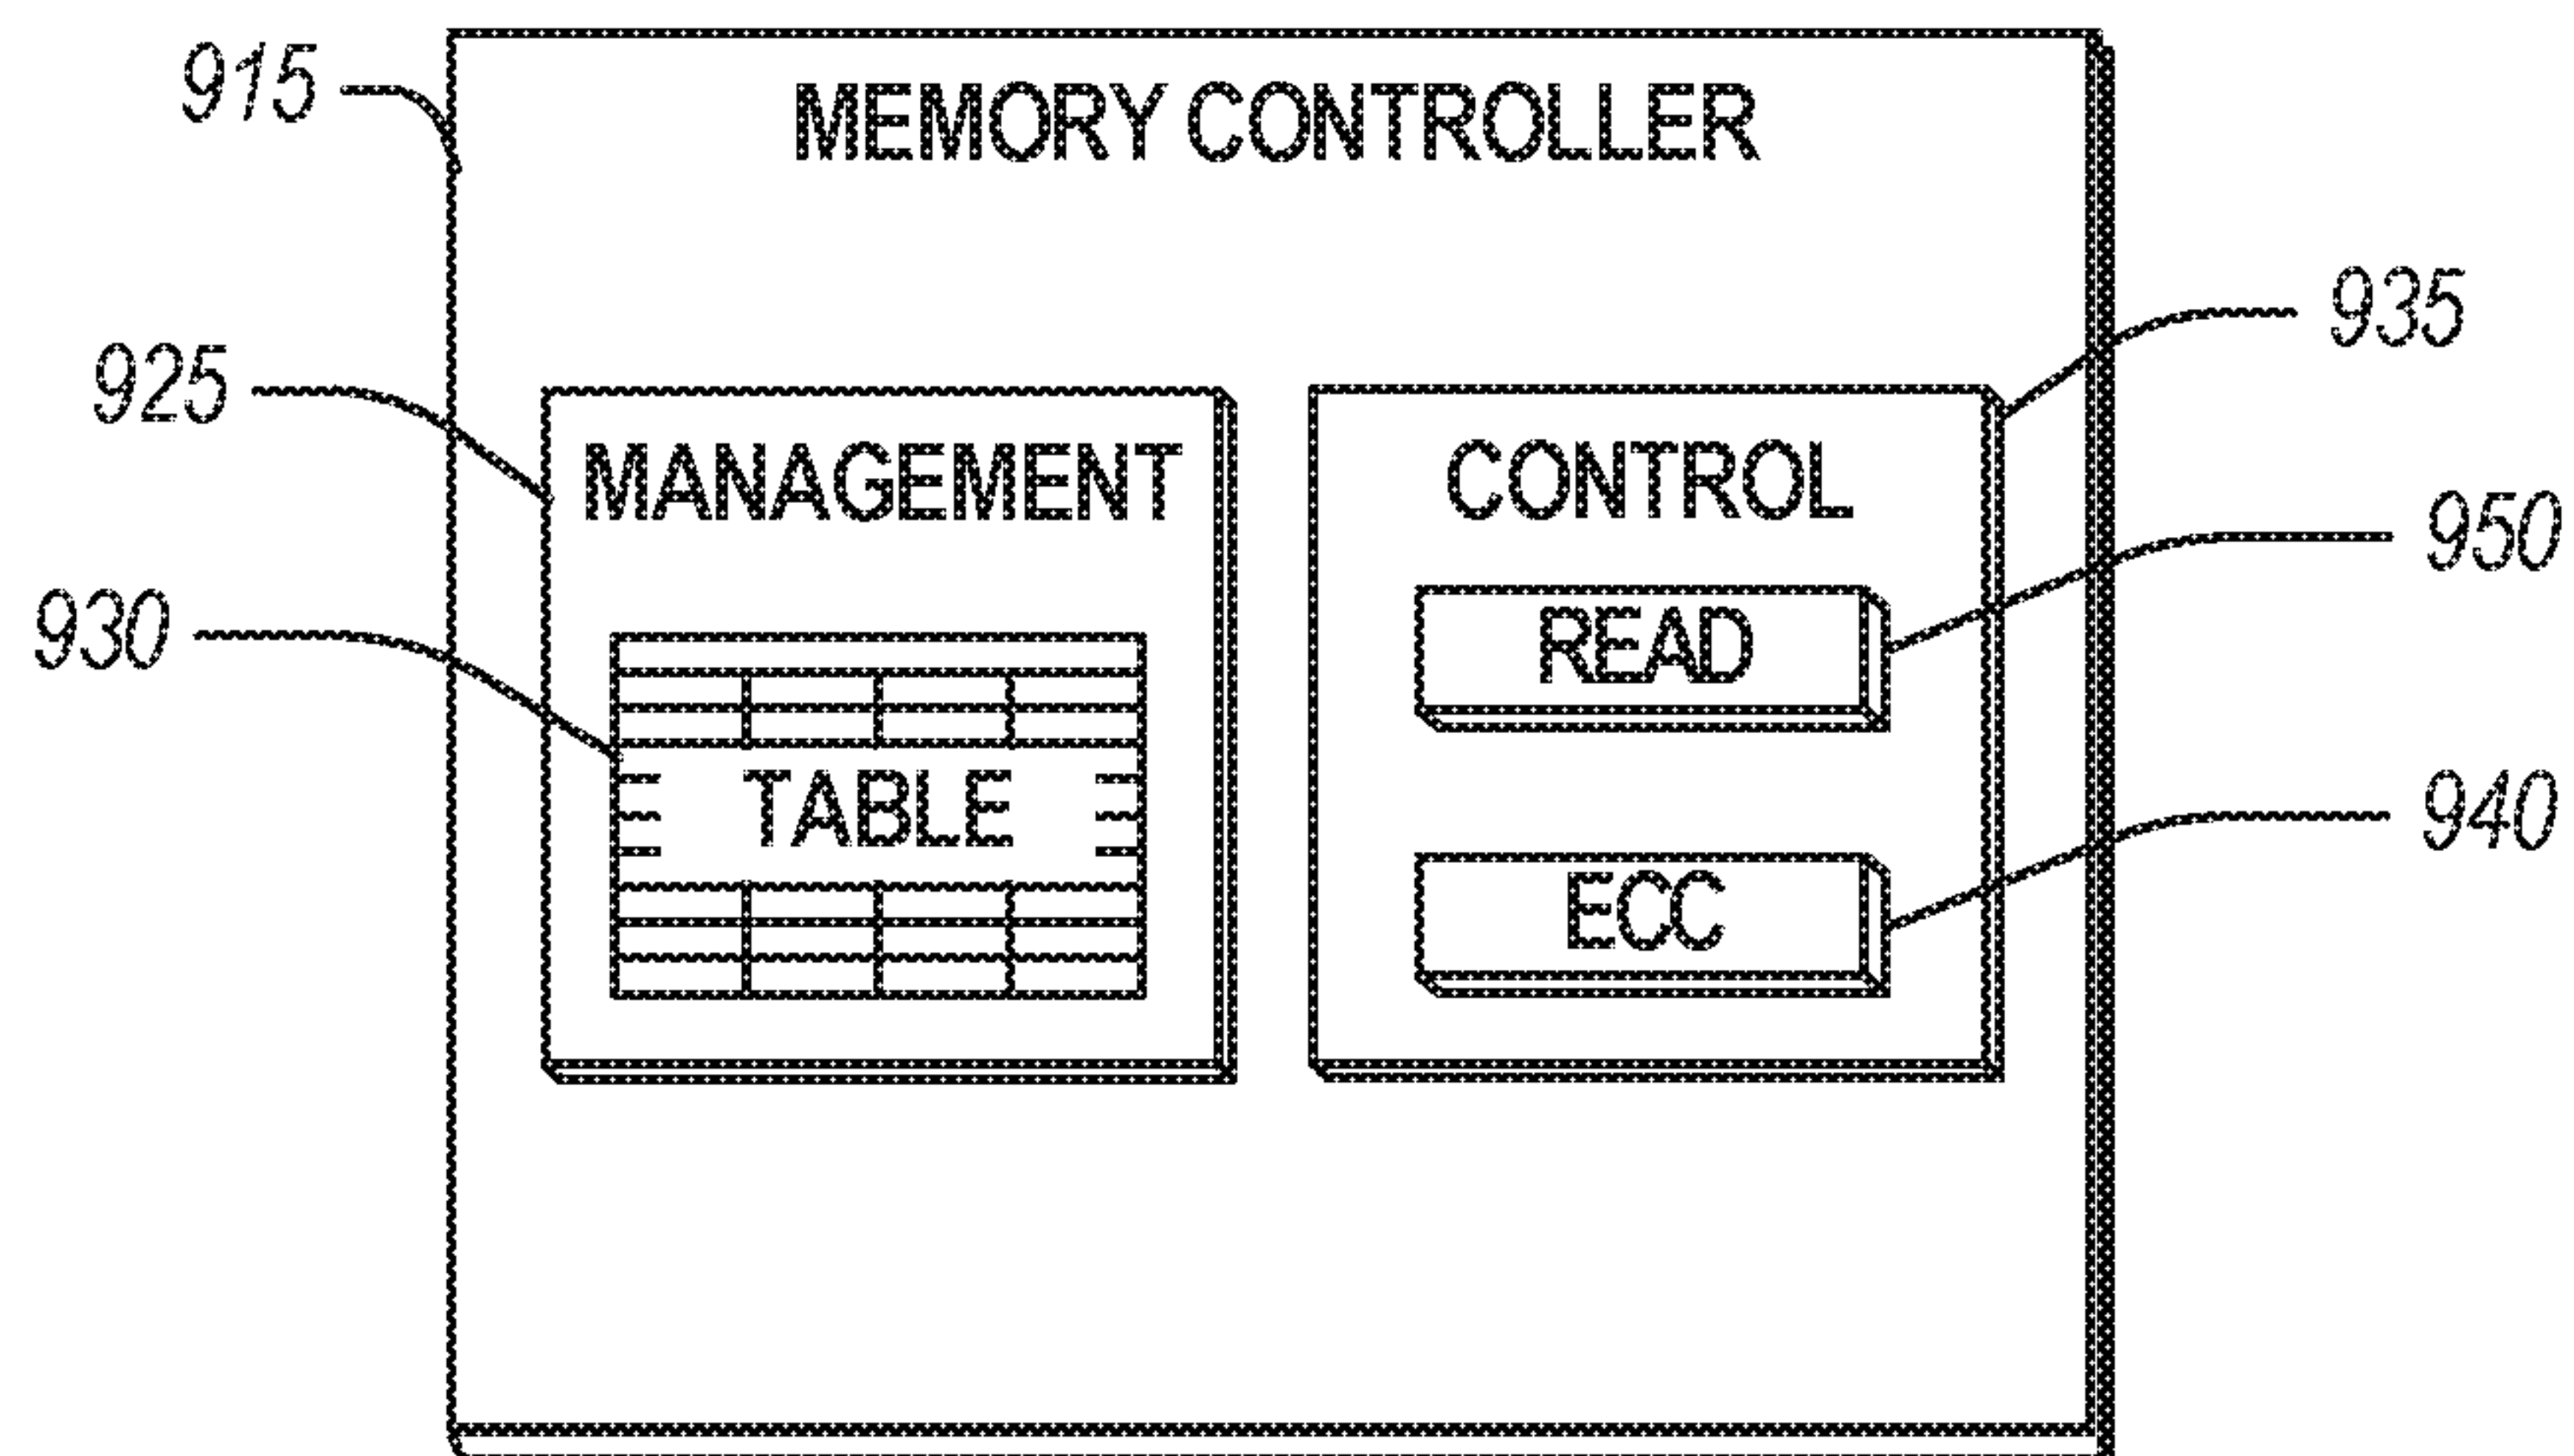 915
MEMORY CONTROLLER
935
925
MANAGEMENT
CONTROL
950
930
READ
TABLE
940
ECC